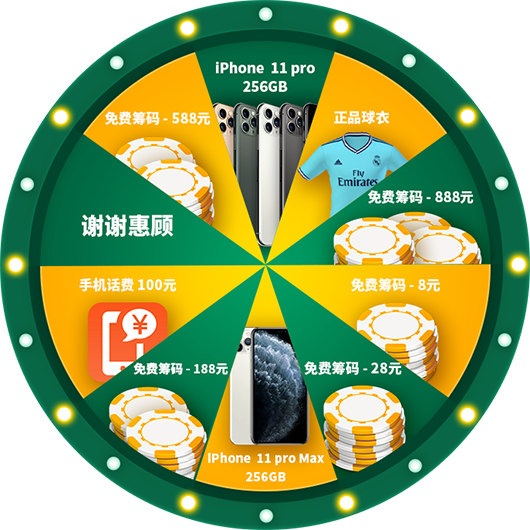 iPhone 11 pro
256GB
正品球衣
Fly
Emirates
免费筹码 - 888元
免费筹码 - 8元
免费筹码 - 28元
IPhone 11 pro Max
256GB
免费筹码 - 188元
手机话费 100元
¥
谢谢惠顾
免费筹码 - 588元